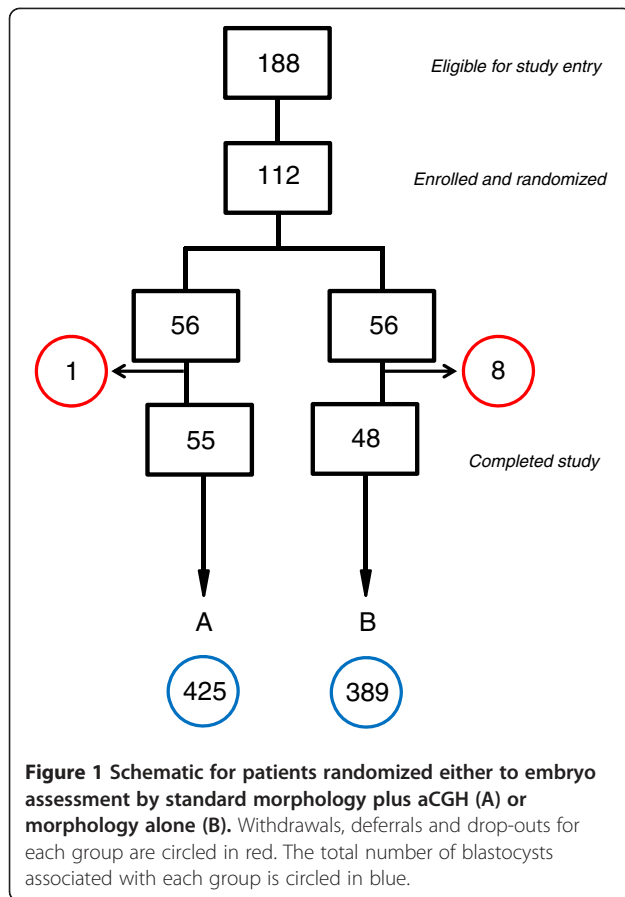 188
Eligible for study entry
112
Enrolled and randomized
56
56
1
8
55
48
Completed study
A
B
425
389
Figure 1 Schematic for patients randomized either to embryo
assessment by standard morphology plus aCGH (A) or
morphology alone (B). Withdrawals, deferrals and drop-outs for
each group are circled in red. The total number of blastocysts
associated with each group is circled in blue.